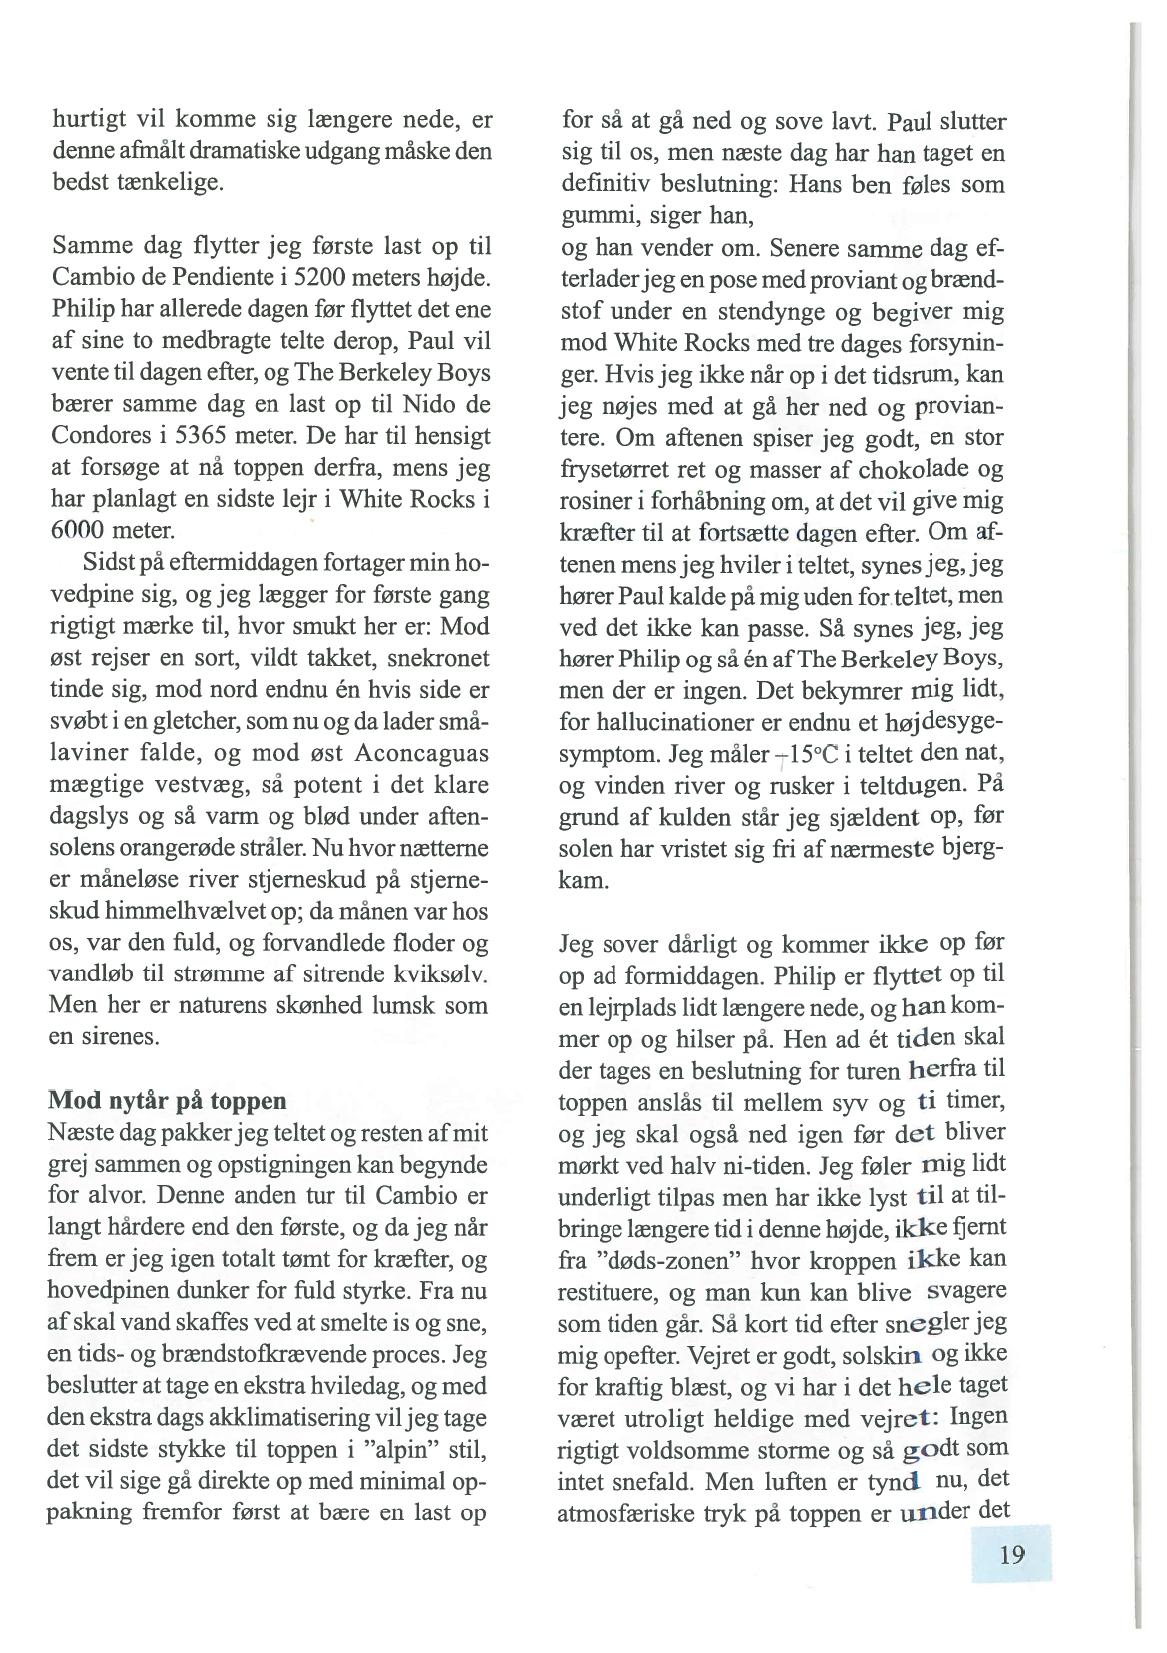 hurtigt vil komme sig længere nede, er
denne afmålt dramatiske udgang måske den
bedst tænkelige.
Samme dag flytter jeg første last op til
Cambio de Pendiente i 5200 meters højde.
Philip har allerede dagen før flyttet det ene
af sine to medbragte telte derop, Paul vil
vente til dagen efter, og The Berkeley Boys
bærer samme dag en last op til Nido de
Condores i 5365 meter. De har til hensigt
at forsøge at nå toppen derfra, mens jeg
har planlagt en sidste lejr i White Rocks i
6000 meter.
Sidst på eftermiddagen fortager min ho-
vedpine sig, og jeg lægger for første gang
rigtigt mærke til, hvor smukt her er: Mod
øst rejser en sort, vildt takket, snekronet
tinde sig, mod nord endnu én hvis side er
svøbt i en gletcher, som nu og da lader små-
laviner falde, og mod øst Aconcaguas
mægtige vestvæg, så potent i det klare
dagslys og så varm og blød under aften-
solens orangerøde stråler. Nu hvor nætterne
er måneløse river stjerneskud på stjerne-
skud himmelhvælvet op; da månen var hos
os, var den fuld, og forvandlede floder og
vandløb til strømme af sitrende kviksølv.
Men her er naturens skønhed lumsk som
en sirenes.
Mod nytår på toppen
Næste dag pakker jeg teltet og resten af mit
grej sammen og opstigningen kan begynde
for alvor. Denne anden tur til Cambio er
langt hårdere end den første, og da jeg når
frem er jeg igen totalt tømt for kræfter, og
hovedpinen dunker for fuld styrke. Fra nu
af skal vand skaffes ved at smelte is og sne,
en tids- og brændstofkrævende proces. Jeg
beslutter at tage en ekstra hviledag, og med
den ekstra dags akklimatisering vil jeg tage
det sidste stykke til toppen i ”alpin” stil,
det vil sige gå direkte op med minimal op-
pakning fremfor først at bære en last op
for så at gå ned og sove lavt. Paul slutter
sig til os, men næste dag har han taget en
definitiv beslutning: Hans ben føles som
gummi, siger han,
og han vender om. Senere samme dag ef-
terlader jeg en pose med proviant og brænd-
stof under en stendynge og begiver mig
mod White Rocks med tre dages forsynin-
ger. Hvis jeg ikke når op i det tidsrum, kan
jeg nøjes med at gå her ned og provian-
tere. Om aftenen spiser jeg godt, en stor
frysetørret ret og masser af chokolade og
rosiner i forhåbning om, at det vil give mig
kræfter til at fortsætte dagen efter. Om af-
tenen mens jeg hviler i teltet, synes jeg, jeg
hører Paul kalde på mig uden for teltet, men
ved det ikke kan passe. Så synes jeg, jeg
hører Philip og så én af The Berkeley Boys,
men der er ingen. Det bekymrer mig lidt,
for hallucinationer er endnu et højdesyge-
symptom. Jeg måler ÷15°C i teltet den nat,
og vinden river og rusker i teltdugen. På
grund af kulden står jeg sjældent op, før
solen har vristet sig fri af nærmeste bjerg-
kam.
Jeg sover dårligt og kommer ikke op før
op ad formiddagen. Philip er flyttet op til
en lejrplads lidt længere nede, og han kom-
mer op og hilser på. Hen ad ét tiden skal
der tages en beslutning for turen herfra til
toppen anslås til mellem syv og ti timer,
og jeg skal også ned igen før det bliver
mørkt ved halv ni-tiden. Jeg føler mig lidt
underligt tilpas men har ikke lyst til at til-
bringe længere tid i denne højde, ikke fjernt
fra ”døds-zonen” hvor kroppen ikke kan
restituere, og man kun kan blive svagere
som tiden går. Så kort tid efter snegler jeg
mig opefter. Vejret er godt, solskin og ikke
for kraftig blæst, og vi har i det hele taget
været utroligt heldige med vejret: Ingen
rigtigt voldsomme storme og så godt som
intet snefald. Men luften er tynd nu, det
atmosfæriske tryk på toppen er under det
19